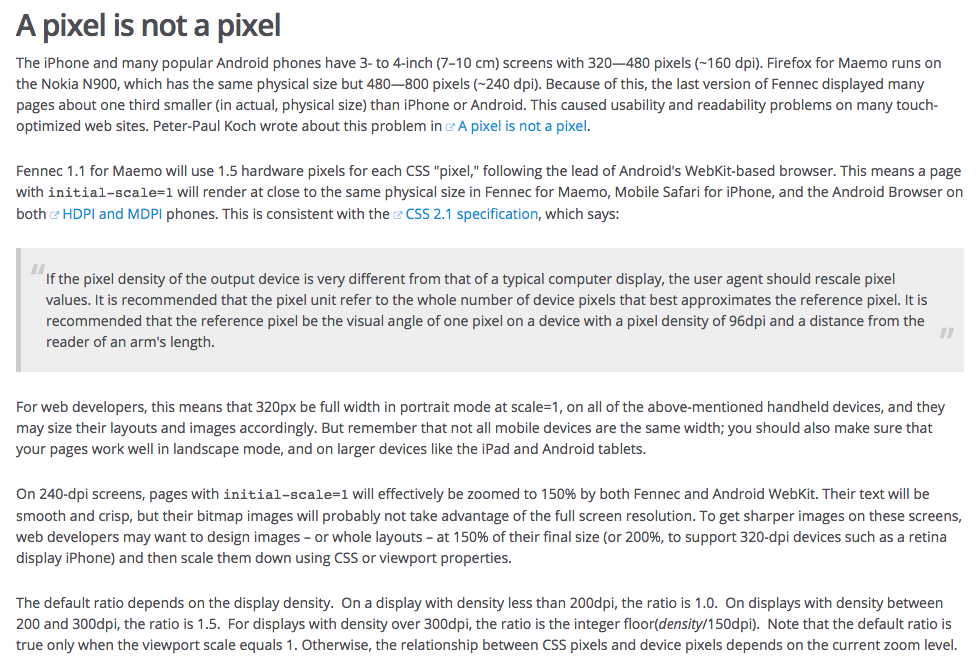 A pixel is not a pixel
The iPhone and many popular Android phones have 3- to 4-inch (7–10 cm) screens with 320—480 pixels (~160 dpi). Firefox for Maemo runs on
the Nokia N900, which has the same physical size but 480—800 pixels (~240 dpi). Because of this, the last version of Fennec displayed many
pages about one third smaller (in actual, physical size) than iPhone or Android. This caused usability and readability problems on many touch-
optimized web sites. Peter-Paul Koch wrote about this problem in A pixel is not a pixel.
Fennec 1.1 for Maemo will use 1.5 hardware pixels for each CSS "pixel," following the lead of Android's WebKit-based browser. This means a page
with initial-scale=1 will render at close to the same physical size in Fennec for Maemo, Mobile Safari for iPhone, and the Android Browser on
both HDPI and MDPI phones. This is consistent with the CSS 2.1 specification, which says:
“If the pixel density of the output device is very different from that of a typical computer display, the user agent should rescale pixel
values. It is recommended that the pixel unit refer to the whole number of device pixels that best approximates the reference pixel. It is
recommended that the reference pixel be the visual angle of one pixel on a device with a pixel density of 96dpi and a distance from the
reader of an arm's length. ”
For web developers, this means that 320px be full width in portrait mode at scale=1, on all of the above-mentioned handheld devices, and they
may size their layouts and images accordingly. But remember that not all mobile devices are the same width; you should also make sure that
your pages work well in landscape mode, and on larger devices like the iPad and Android tablets.
On 240-dpi screens, pages with initial-scale=1 will effectively be zoomed to 150% by both Fennec and Android WebKit. Their text will be
smooth and crisp, but their bitmap images will probably not take advantage of the full screen resolution. To get sharper images on these screens,
web developers may want to design images – or whole layouts – at 150% of their final size (or 200%, to support 320-dpi devices such as a retina
display iPhone) and then scale them down using CSS or viewport properties.
The default ratio depends on the display density.  On a display with density less than 200dpi, the ratio is 1.0.  On displays with density between
200 and 300dpi, the ratio is 1.5.  For displays with density over 300dpi, the ratio is the integer floor(density/150dpi).  Note that the default ratio is
true only when the viewport scale equals 1. Otherwise, the relationship between CSS pixels and device pixels depends on the current zoom level.